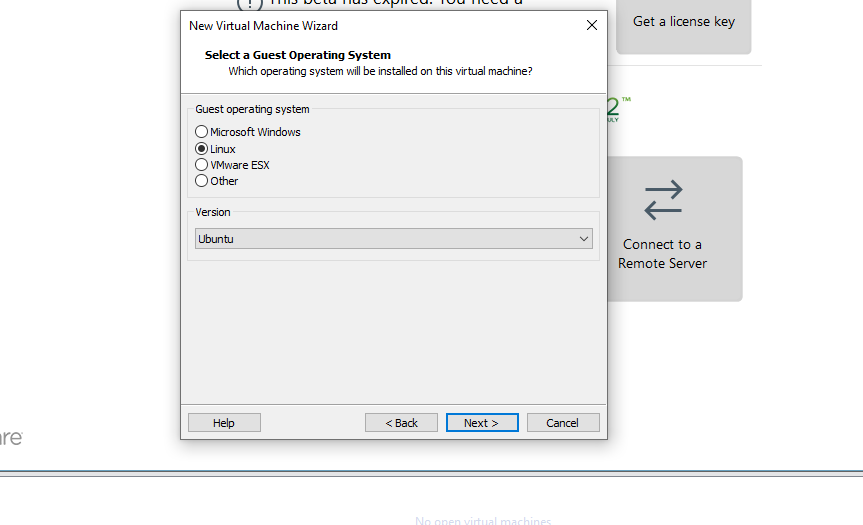 This beta has expired. You need a
Get a license key
New Virtual Machine Wizard
Select a Guest Operating System
Which operating system will be installed on this virtual machine?
Guest operating system
Microsoft Windows
Linux
VMware ESX
Other
Version
Ubuntu
2™
Connect to a
Remote Server
Help
< Back
Next >
Cancel
No open virtual machines